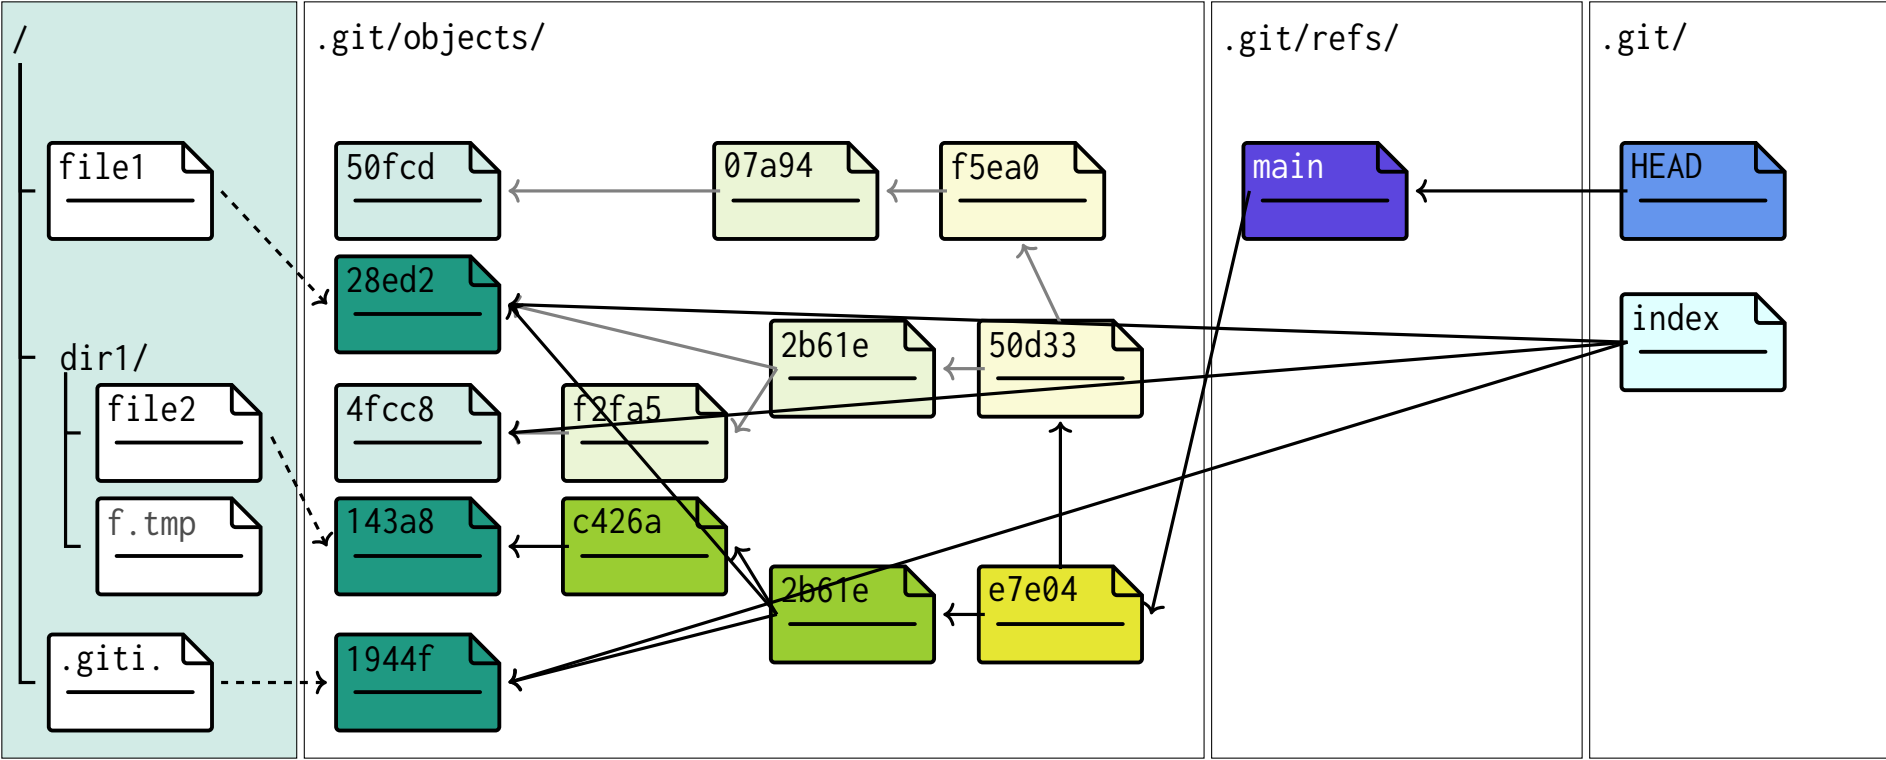 /
.git/objects/
.git/refs/
.git/
file1
50fcd
07a94
f5ea0
main
HEAD
28ed2
index
dir1/
2b61e
50d33
file2
4fcc8
f2fa5
f.tmp
143a8
c426a
2b61e
e7e04
.giti.
1944f